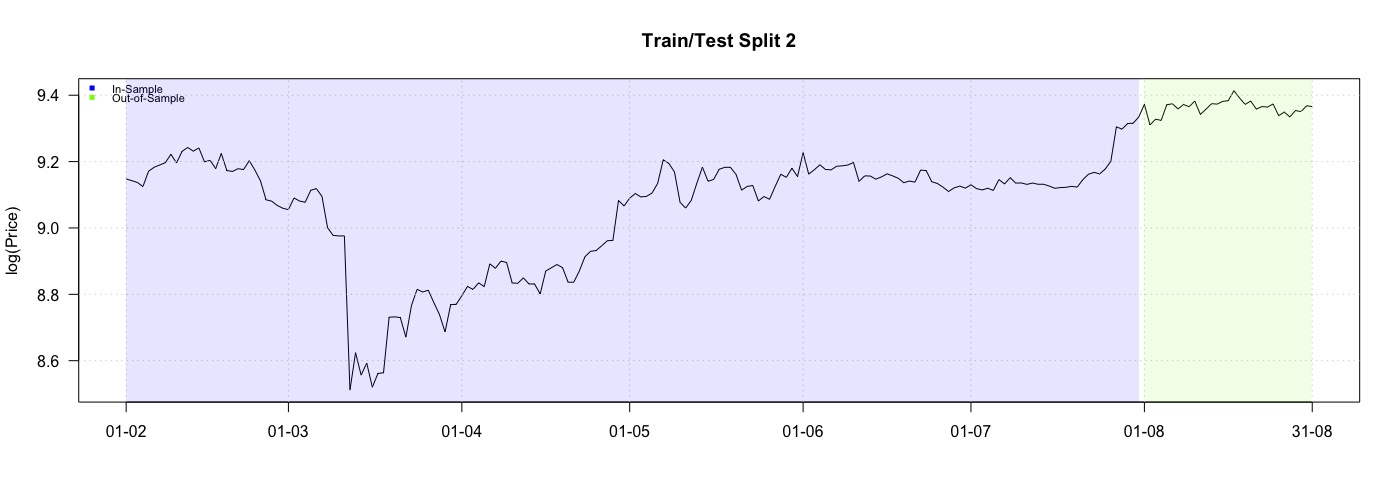 Train/Test Split 2
In-Sample
Out-of-Sample
log(Price)
9.4
9.2
9.0
8.8
8.6
01-02 01-03 01-04 01-05 01-06 01-07 01-08 31-08